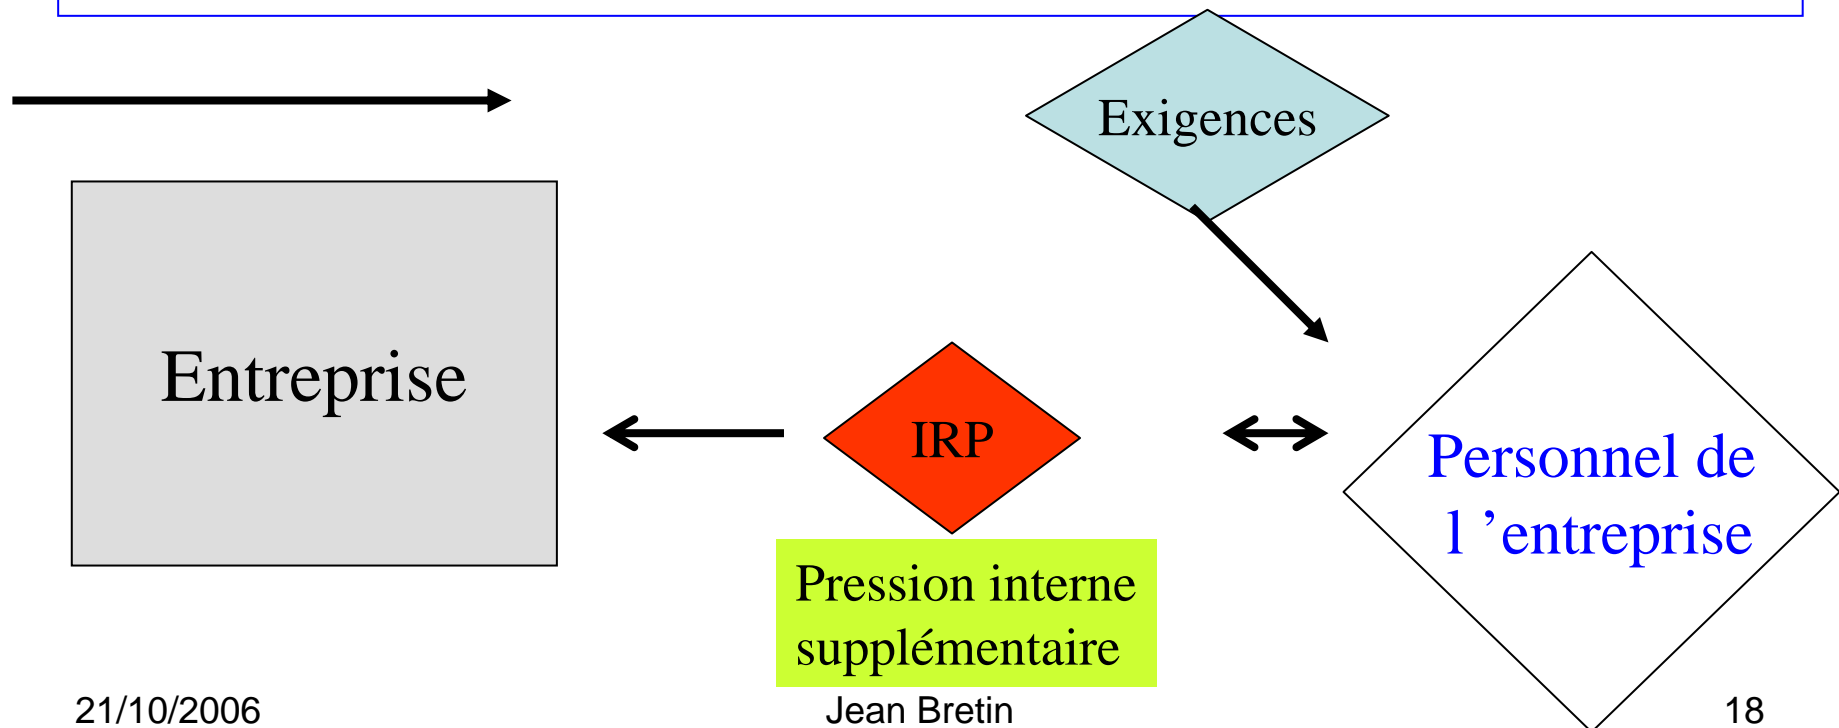 Exigences
Entreprise
IRP
Personnel de
l ’entreprise
Pression interne
supplémentaire
21/10/2006
Jean Bretin
18